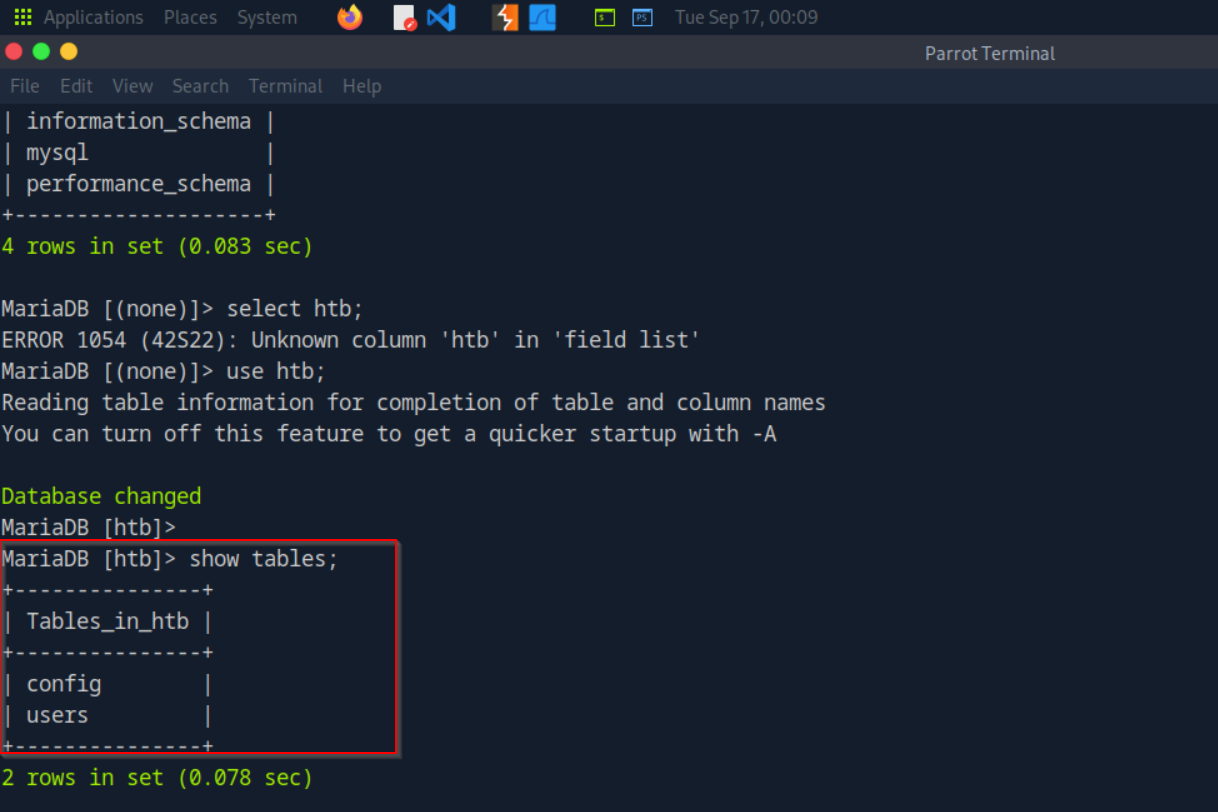 Applications Places System Tue Sep 17, 00:09
Parrot Terminal
File Edit View Search Terminal Help
| information_schema |
| mysql              |
| performance_schema |
+--------------------+
4 rows in set (0.083 sec)
MariaDB [(none)]> select htb;
ERROR 1054 (42S22): Unknown column 'htb' in 'field list'
MariaDB [(none)]> use htb;
Reading table information for completion of table and column names
You can turn off this feature to get a quicker startup with -A
Database changed
MariaDB [htb]>
MariaDB [htb]> show tables;
+---------------+
| Tables_in_htb |
+---------------+
| config        |
| users         |
+---------------+
2 rows in set (0.078 sec)